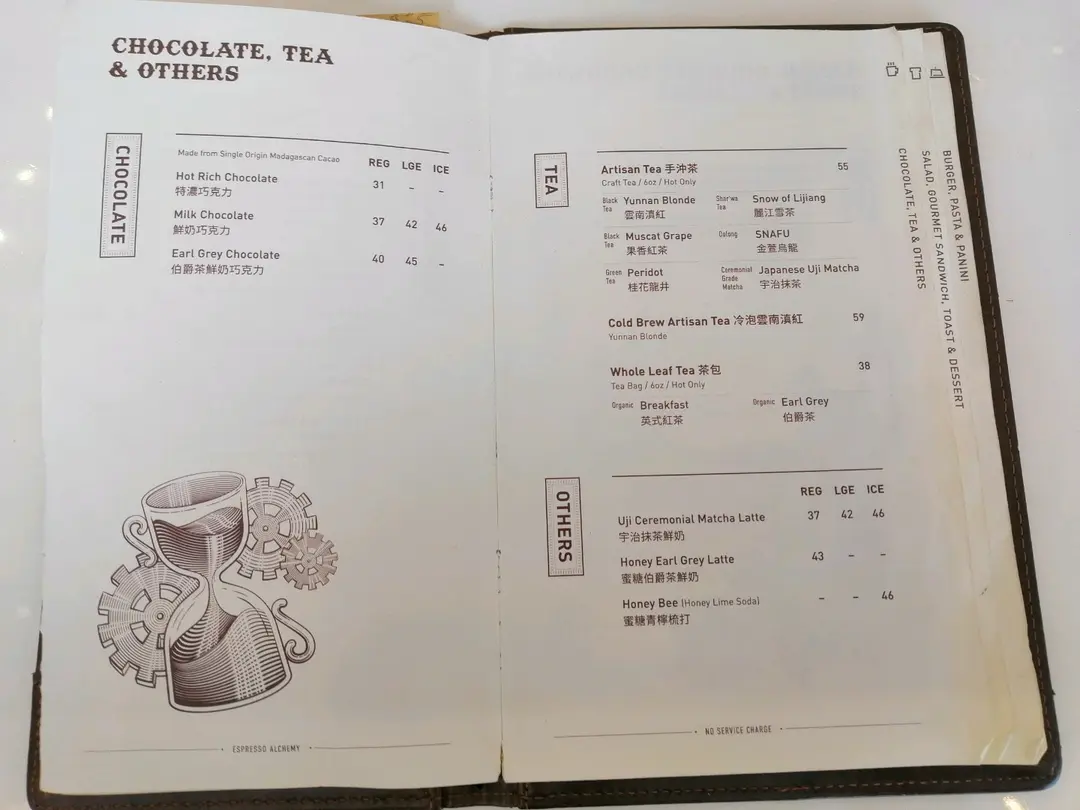 CHOCOLATE, TEA
& OTHERS
CHOCOLATE
Made from Single Origin Madagascan Cacao
REG LGE ICE
Hot Rich Chocolate 31 – –
特濃巧克力
Milk Chocolate 37 42 46
鮮奶巧克力
Earl Grey Chocolate 40 45 –
伯爵茶鮮奶巧克力
ESPRESSO ALCHEMY
TEA
Artisan Tea 手沖茶 55
Craft Tea / 6oz / Hot Only
Black Tea Yunnan Blonde
雲南滇紅
Tea Snow of Lijiang
麗江雪茶
Black Tea Muscat Grape
果香紅茶
Oolong SNAFU
金萱烏龍
Green Tea Peridot
桂花龍井
Ceremonial Grade Matcha Japanese Uji Matcha
宇治抹茶
Cold Brew Artisan Tea 冷泡雲南滇紅 59
Yunnan Blonde
Whole Leaf Tea 茶包 38
Tea Bag / 6oz / Hot Only
Organic Breakfast
英式紅茶
Organic Earl Grey
伯爵茶
OTHERS
REG LGE ICE
Uji Ceremonial Matcha Latte 37 42 46
宇治抹茶鮮奶
Honey Earl Grey Latte 43 – –
蜜糖伯爵茶鮮奶
Honey Bee (Honey Lime Soda) – – 46
蜜糖青檸梳打
NO SERVICE CHARGE
CHOCOLATE, TEA & OTHERS
SALAD, GOURMET SANDWICH, TOAST & DESSERT
BURGER, PASTA & PANINI